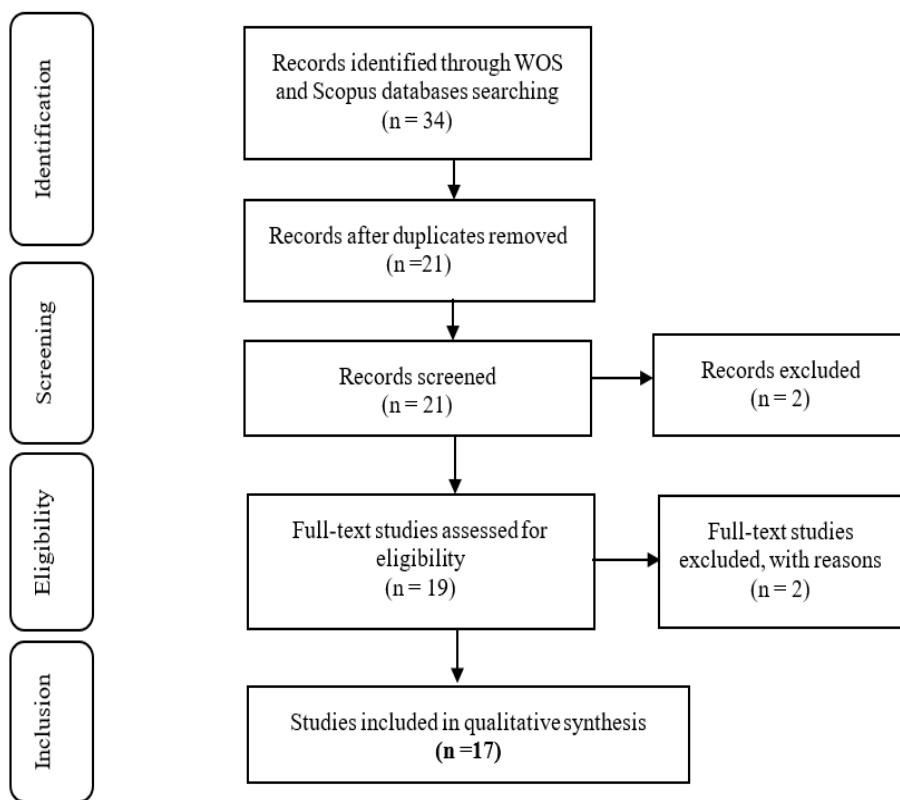 Identification
Records identified through WOS
and Scopus databases searching
(n = 34)
Records after duplicates removed
(n =21)
Screening
Records screened
(n = 21)
Records excluded
(n = 2)
Eligibility
Full-text studies assessed for
eligibility
(n = 19)
Full-text studies
excluded, with reasons
(n = 2)
Inclusion
Studies included in qualitative synthesis
(n =17)